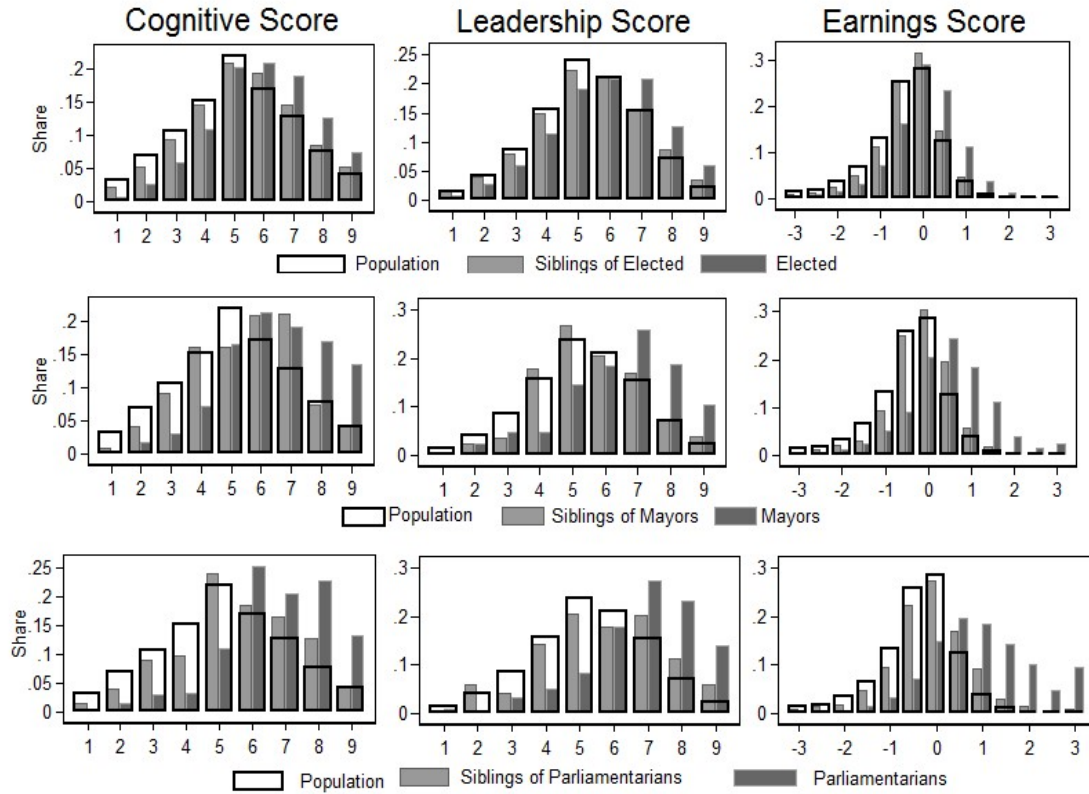 Cognitive Score Leadership Score Earnings Score
Share
.2
.15
.1
.05
0
1 2 3 4 5 6 7 8 9
.25
.2
.15
.1
.05
0
1 2 3 4 5 6 7 8 9
.3
.2
.1
0
-3 -2 -1 0 1 2 3
Population Siblings of Elected Elected
Share
.2
.15
.1
.05
0
1 2 3 4 5 6 7 8 9
.3
.2
.1
0
1 2 3 4 5 6 7 8 9
.3
.2
.1
0
-3 -2 -1 0 1 2 3
Population Siblings of Mayors Mayors
Share
.25
.2
.15
.1
.05
0
1 2 3 4 5 6 7 8 9
.3
.2
.1
0
1 2 3 4 5 6 7 8 9
.3
.2
.1
0
-3 -2 -1 0 1 2 3
Population Siblings of Parliamentarians Parliamentarians